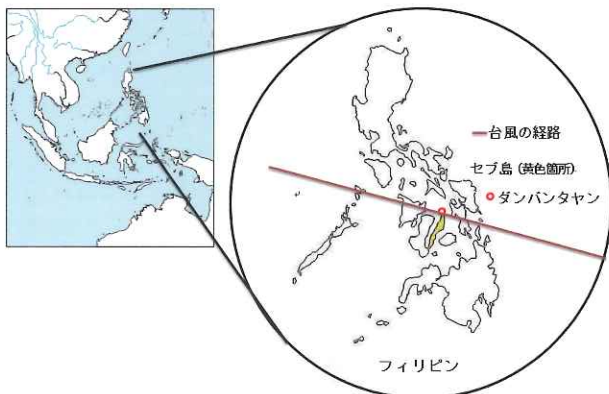 台風の経路
セブ島(黄色箇所)
ダンバンタヤン
フィリピン